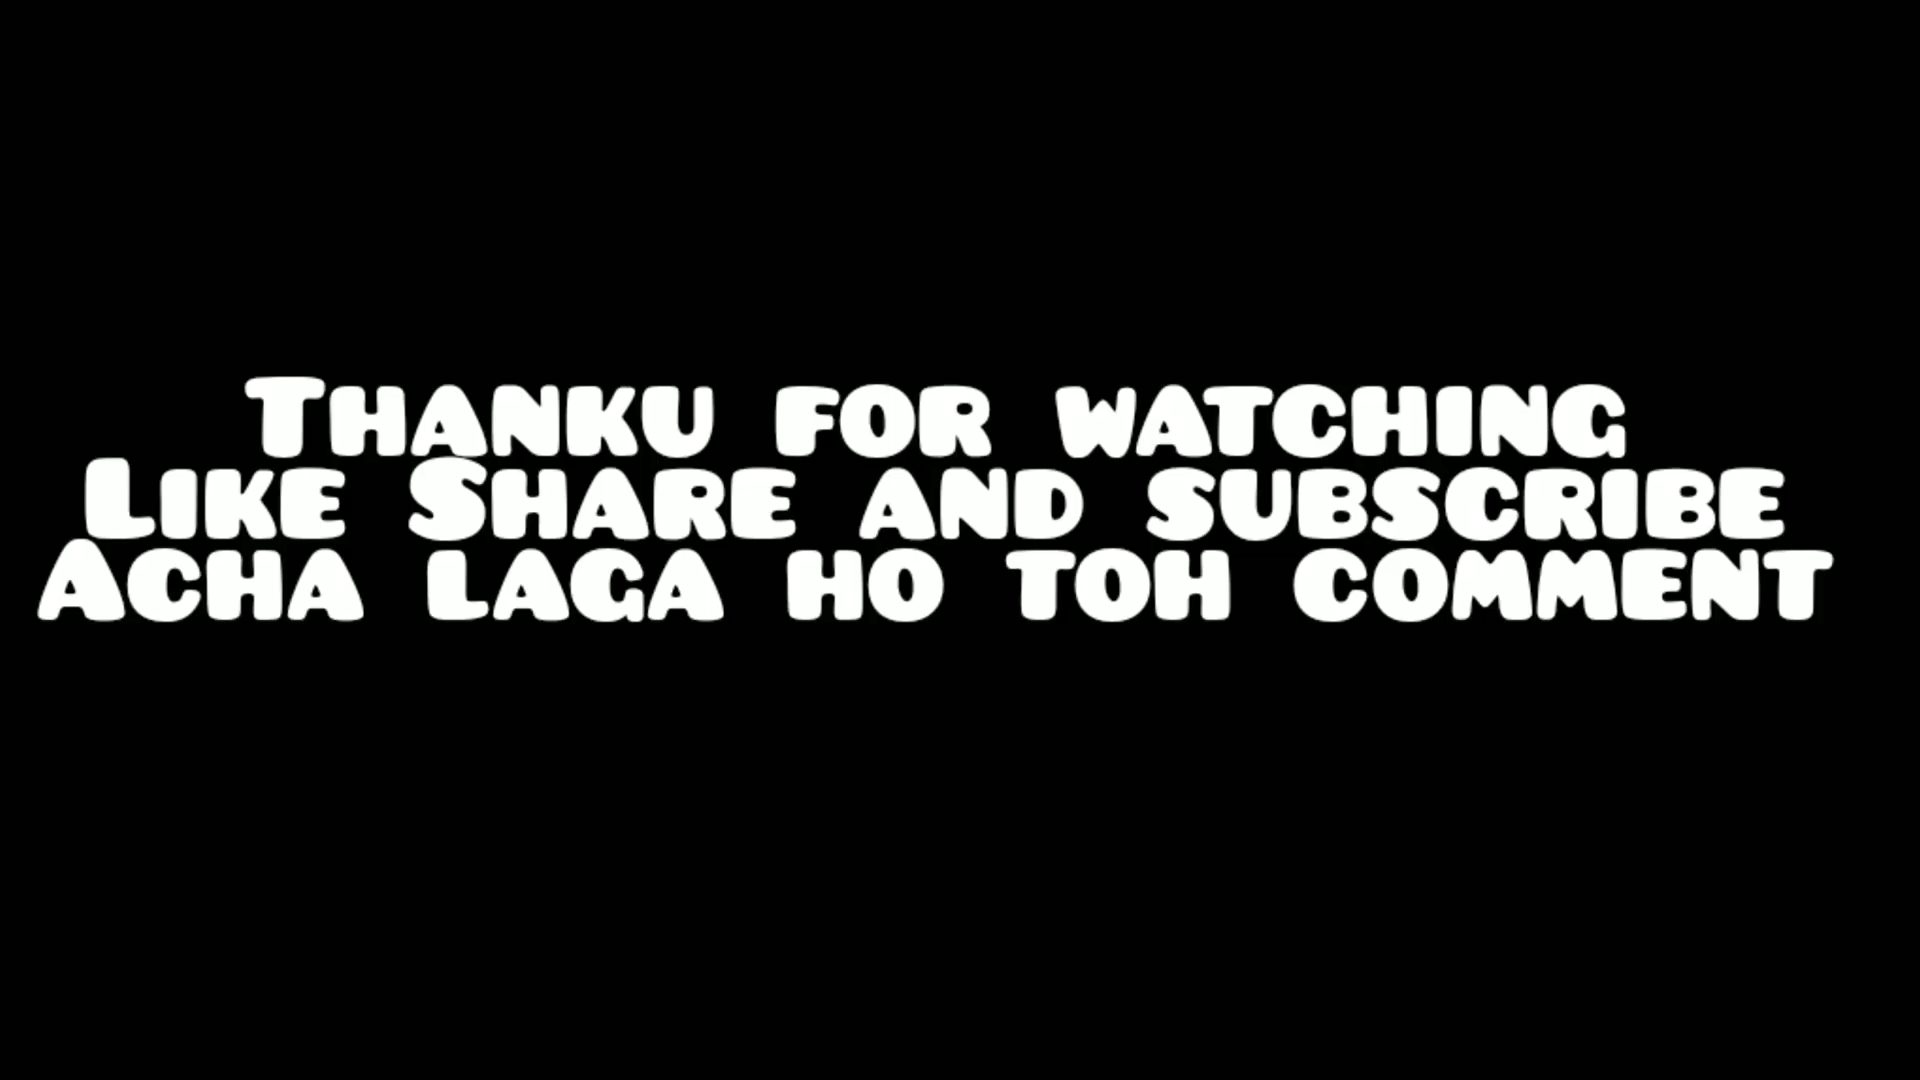 Thanku for watching
Like Share and subscribe
Acha laga ho toh comment